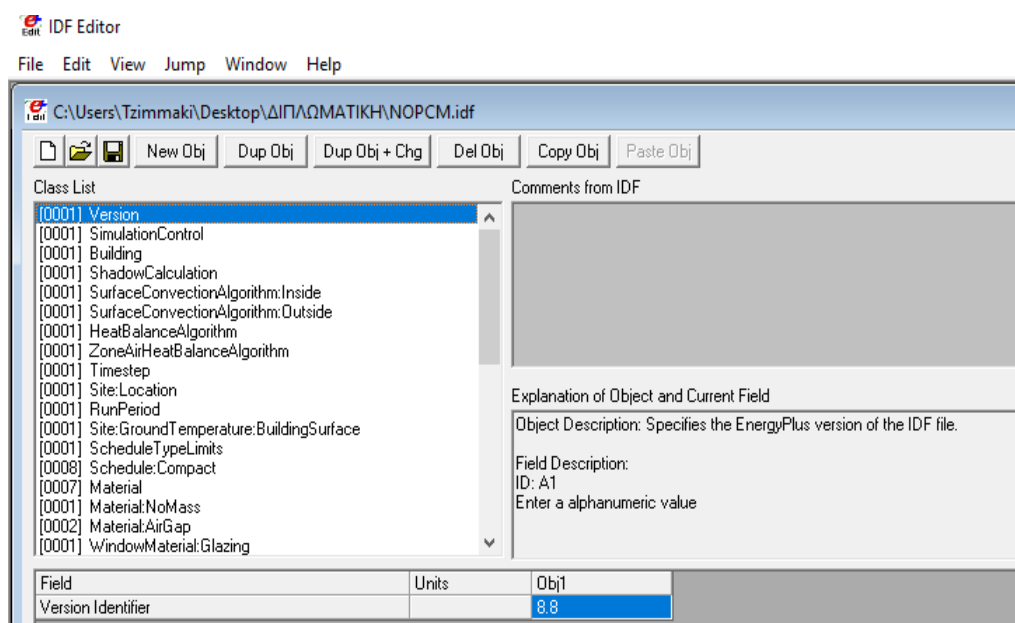 IDF Editor
File Edit View Jump Window Help
C:\Users\Tzimmaki\Desktop\ΔΙΠΛΩΜΑΤΙΚΗ\NOPCM.idf
New Obj Dup Obj Dup Obj + Chg Del Obj Copy Obj Paste Obj
Class List
[0001] Version
[0001] SimulationControl
[0001] Building
[0001] ShadowCalculation
[0001] SurfaceConvectionAlgorithm:Inside
[0001] SurfaceConvectionAlgorithm:Outside
[0001] HeatBalanceAlgorithm
[0001] ZoneAirHeatBalanceAlgorithm
[0001] Timestep
[0001] Site:Location
[0001] RunPeriod
[0001] Site:GroundTemperature:BuildingSurface
[0001] ScheduleTypeLimits
[0008] Schedule:Compact
[0007] Material
[0001] Material:NoMass
[0002] Material:AirGap
[0001] WindowMaterial:Glazing
Comments from IDF
Explanation of Object and Current Field
Object Description: Specifies the EnergyPlus version of the IDF file.
Field Description:
ID: A1
Enter a alphanumeric value
Field Units Obj1
Version Identifier 8.8